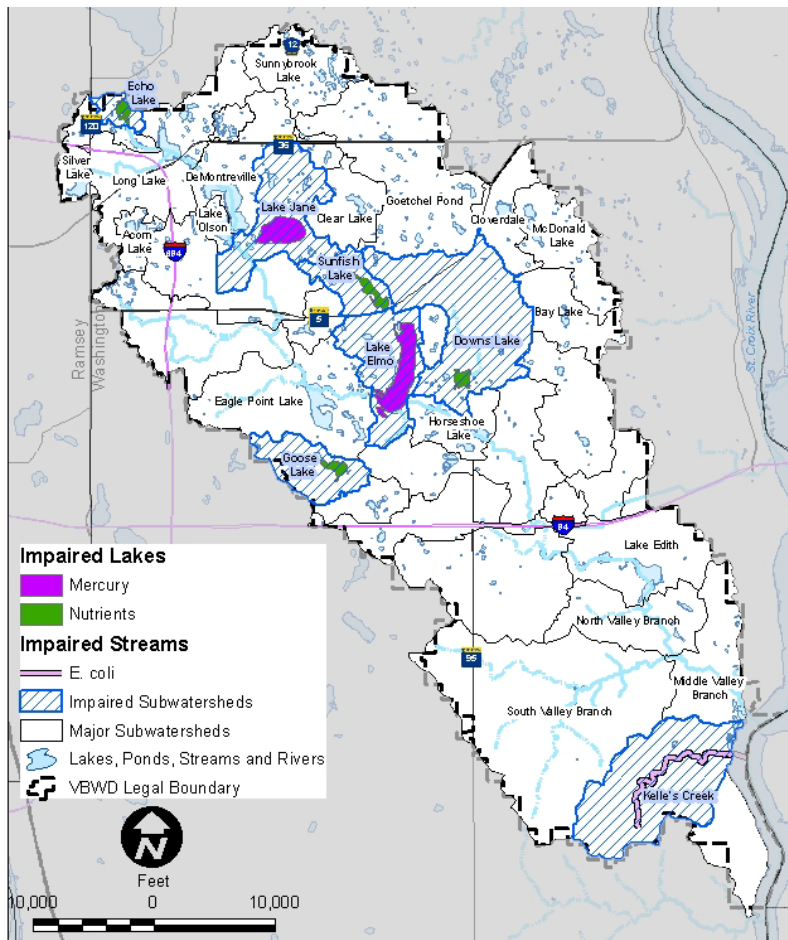 12
Sunnybrook
Lake
Echo
Lake
120
36
Silver
Lake
Long Lake
DeMontreville
Lake Jane
Clear Lake
Goetchel Pond
Cloverdale
McDonald
Lake
Lake
Olson
Acorn
Lake
694
Sunfish
Lake
5
Bay Lake
St. Croix River
Ramsey
Washington
Lake
Elmo
Downs Lake
Eagle Point Lake
Horseshoe
Lake
Goose
Lake
94
Lake Edith
North Valley Branch
95
Middle Valley
Branch
South Valley Branch
Kelle's Creek
Impaired Lakes
Mercury
Nutrients
Impaired Streams
E. coli
Impaired Subwatersheds
Major Subwatersheds
Lakes, Ponds, Streams and Rivers
VBWD Legal Boundary
N
Feet
10,000 0 10,000